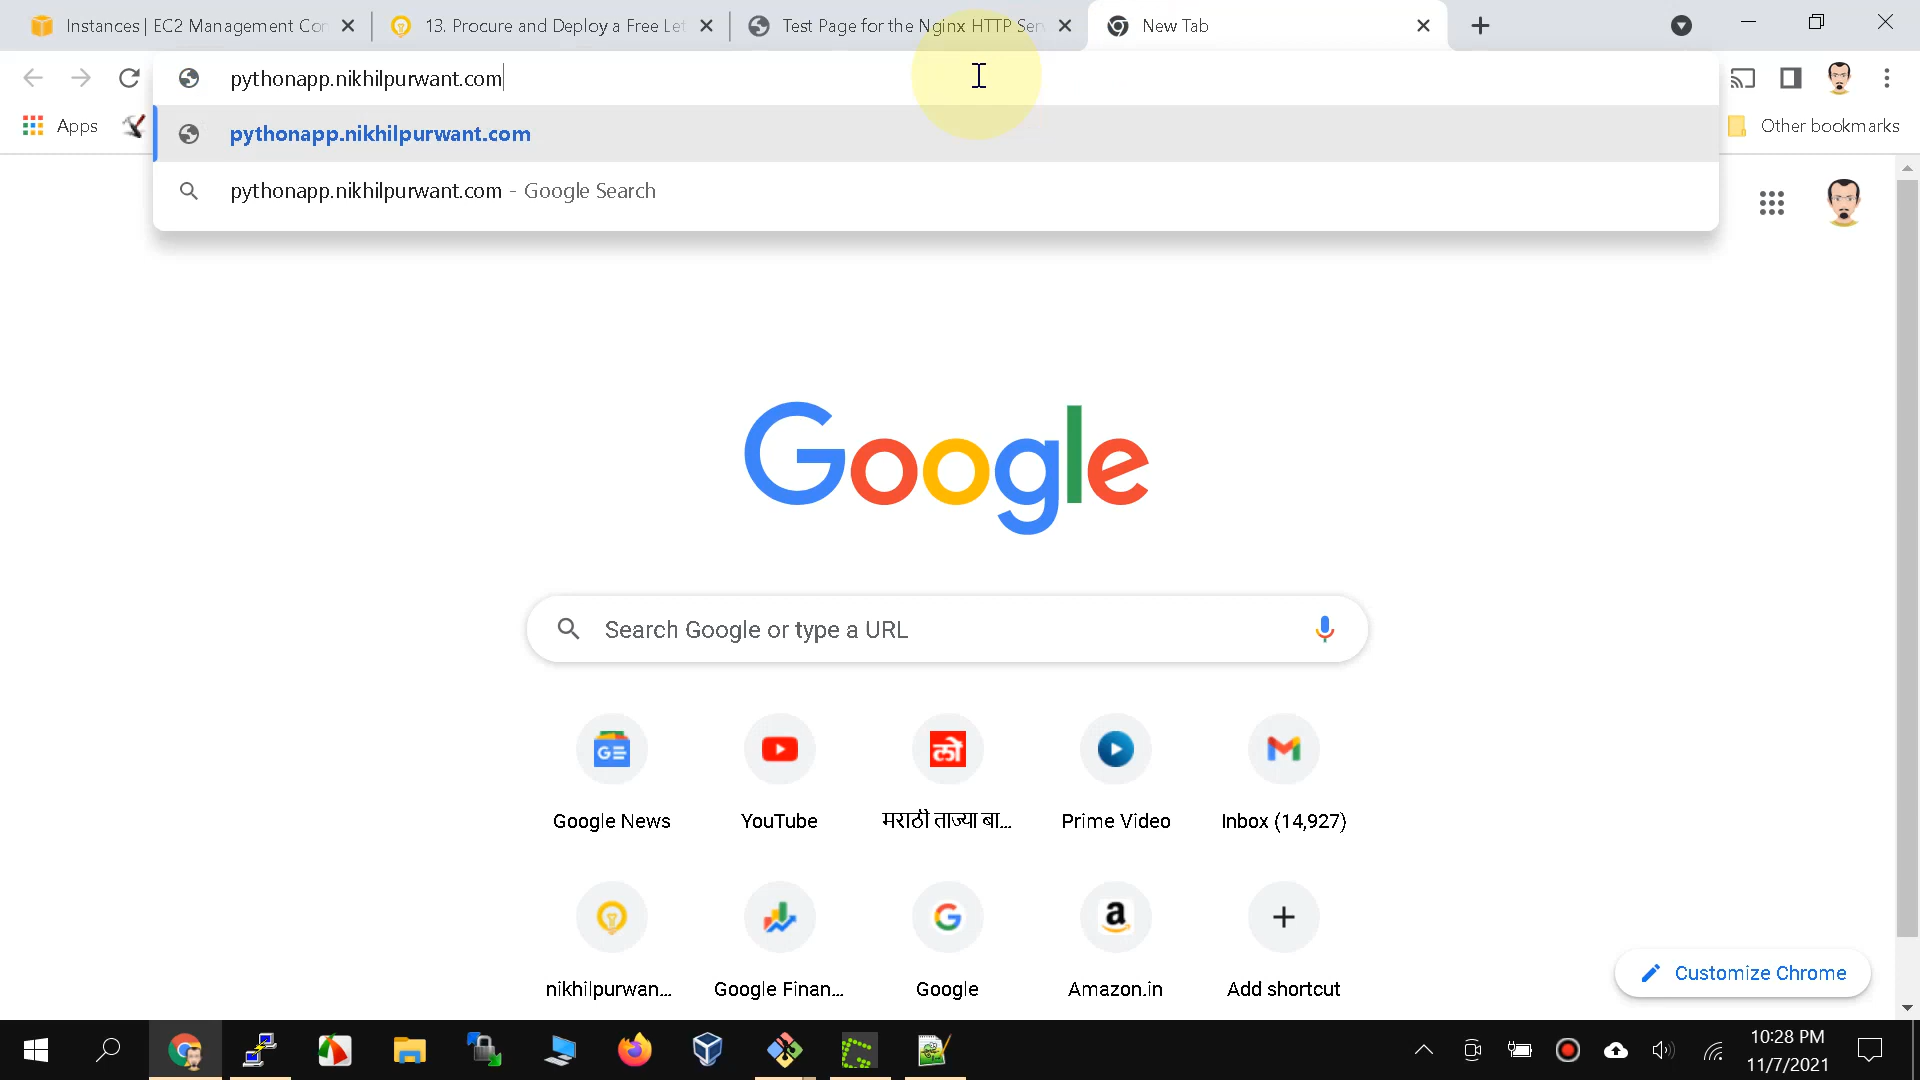 Instances | EC2 Management Con
13. Procure and Deploy a Free Let
Test Page for the Nginx HTTP Serv
New Tab
pythonapp.nikhilpurwant.com
Apps
pythonapp.nikhilpurwant.com
Other bookmarks
pythonapp.nikhilpurwant.com - Google Search
Google
Search Google or type a URL
Google News
YouTube
मराठी ताज्या बा...
Prime Video
Inbox (14,927)
nikhilpurwan...
Google Finan...
Google
Amazon.in
Add shortcut
Customize Chrome
10:28 PM
11/7/2021